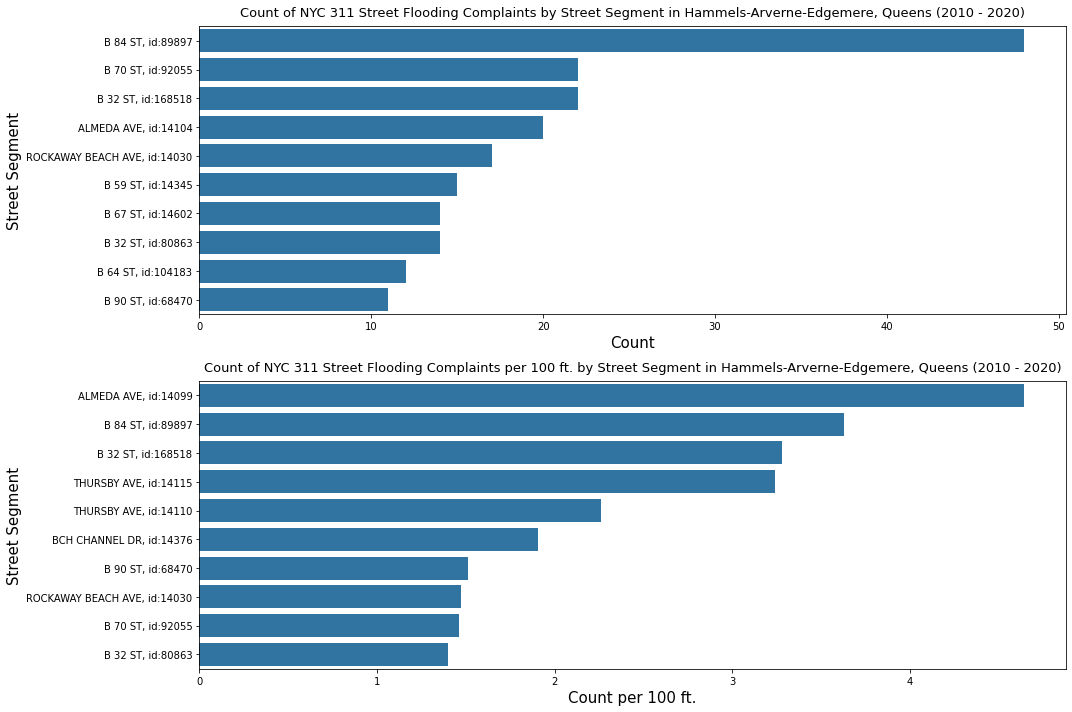 Count of NYC 311 Street Flooding Complaints by Street Segment in Hammels-Arverne-Edgemere, Queens (2010 - 2020)
Street Segment
B 84 ST, id:89897
B 70 ST, id:92055
B 32 ST, id:168518
ALMEDA AVE, id:14104
ROCKAWAY BEACH AVE, id:14030
B 59 ST, id:14345
B 67 ST, id:14602
B 32 ST, id:80863
B 64 ST, id:104183
B 90 ST, id:68470
0 10 20 30 40 50
Count
Count of NYC 311 Street Flooding Complaints per 100 ft. by Street Segment in Hammels-Arverne-Edgemere, Queens (2010 - 2020)
Street Segment
ALMEDA AVE, id:14099
B 84 ST, id:89897
B 32 ST, id:168518
THURSBY AVE, id:14115
THURSBY AVE, id:14110
BCH CHANNEL DR, id:14376
B 90 ST, id:68470
ROCKAWAY BEACH AVE, id:14030
B 70 ST, id:92055
B 32 ST, id:80863
0 1 2 3 4
Count per 100 ft.